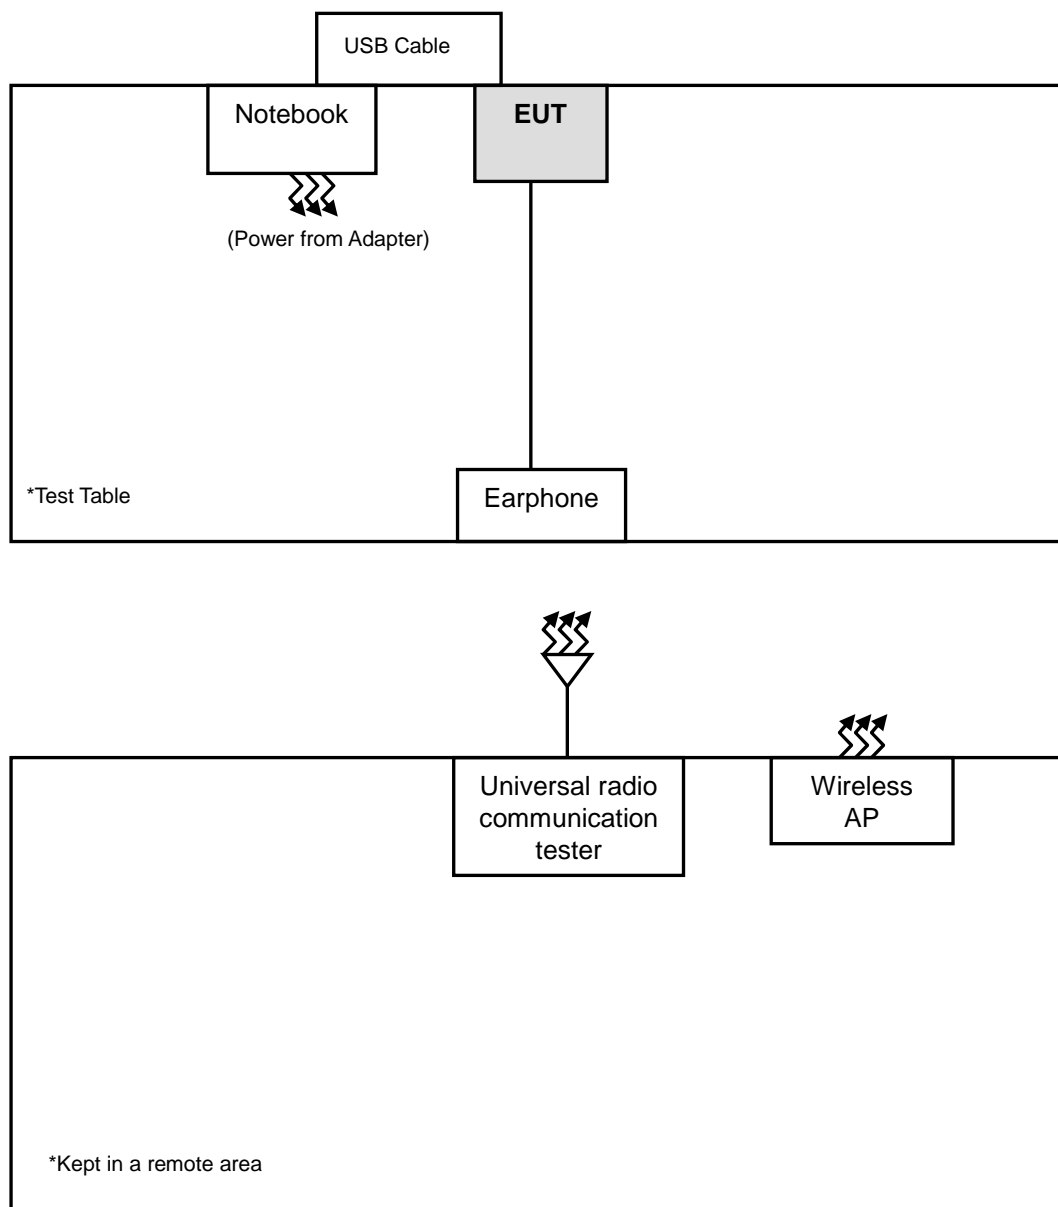 USB Cable
Notebook
EUT
(Power from Adapter)
*Test Table
Earphone
Universal radio
communication
tester
Wireless
AP
*Kept in a remote area